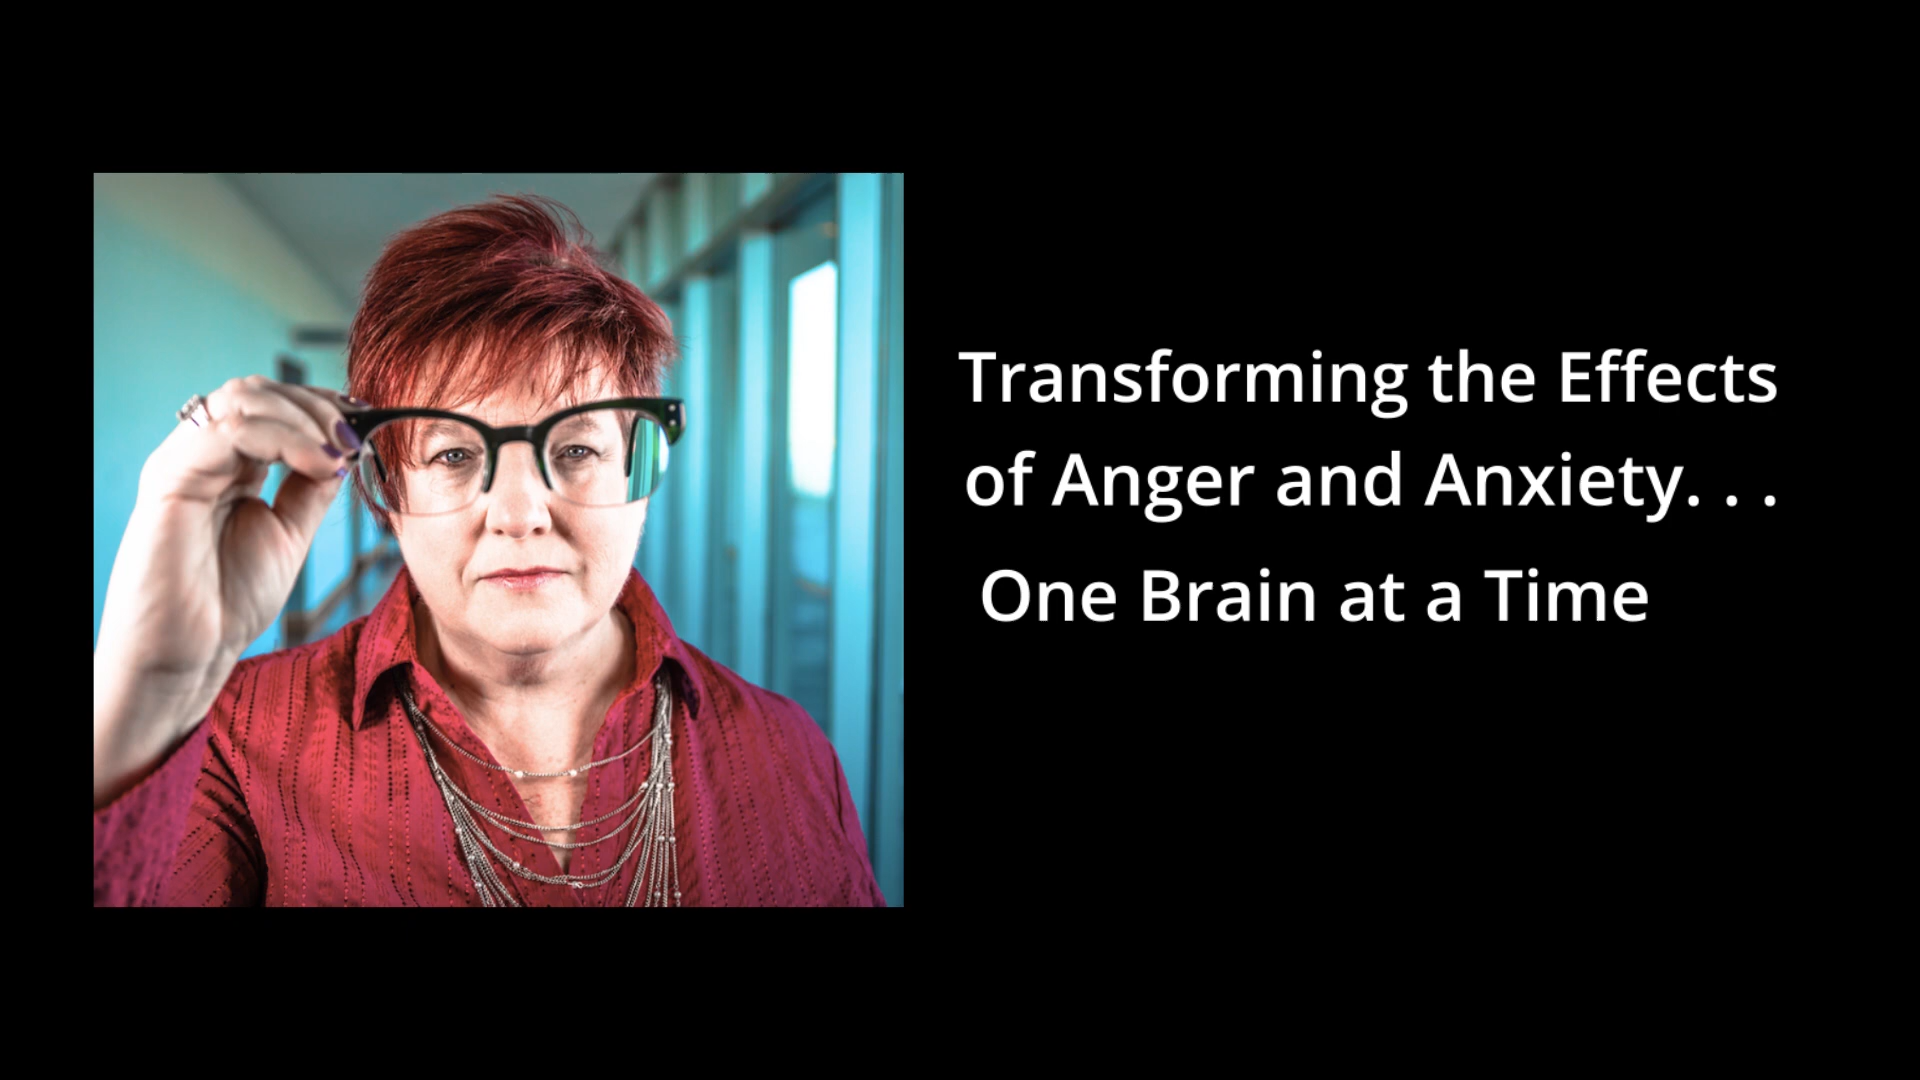 Transforming the Effects
of Anger and Anxiety. . .
One Brain at a Time